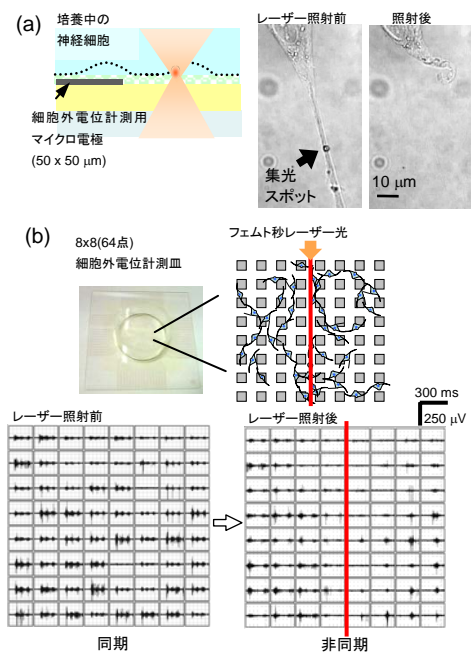 (a)
培養中の
神経細胞
細胞外電位計測用
マイクロ電極
(50 x 50 μm)
レーザー照射前
照射後
集光
スポット
10 μm
(b)
8x8(64点)
細胞外電位計測皿
フェムト秒レーザー光
300 ms
250 μV
レーザー照射前
レーザー照射後
同期
非同期